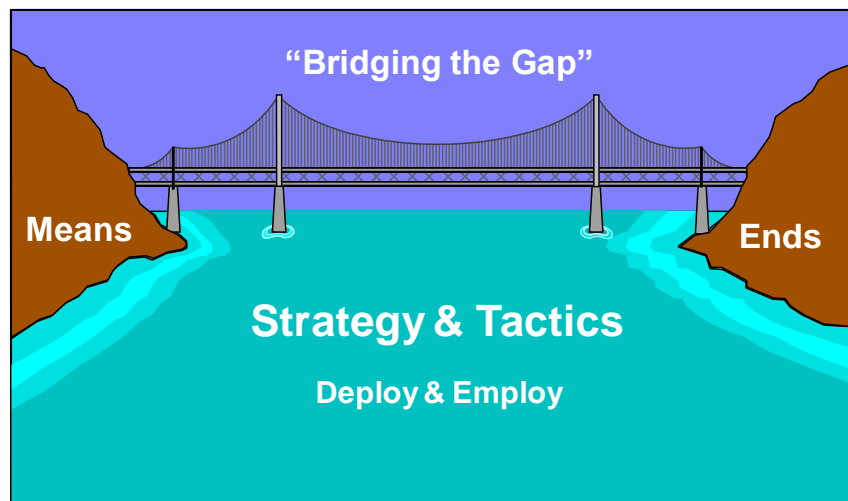 “Bridging the Gap”
Means
Ends
Strategy & Tactics
Deploy & Employ